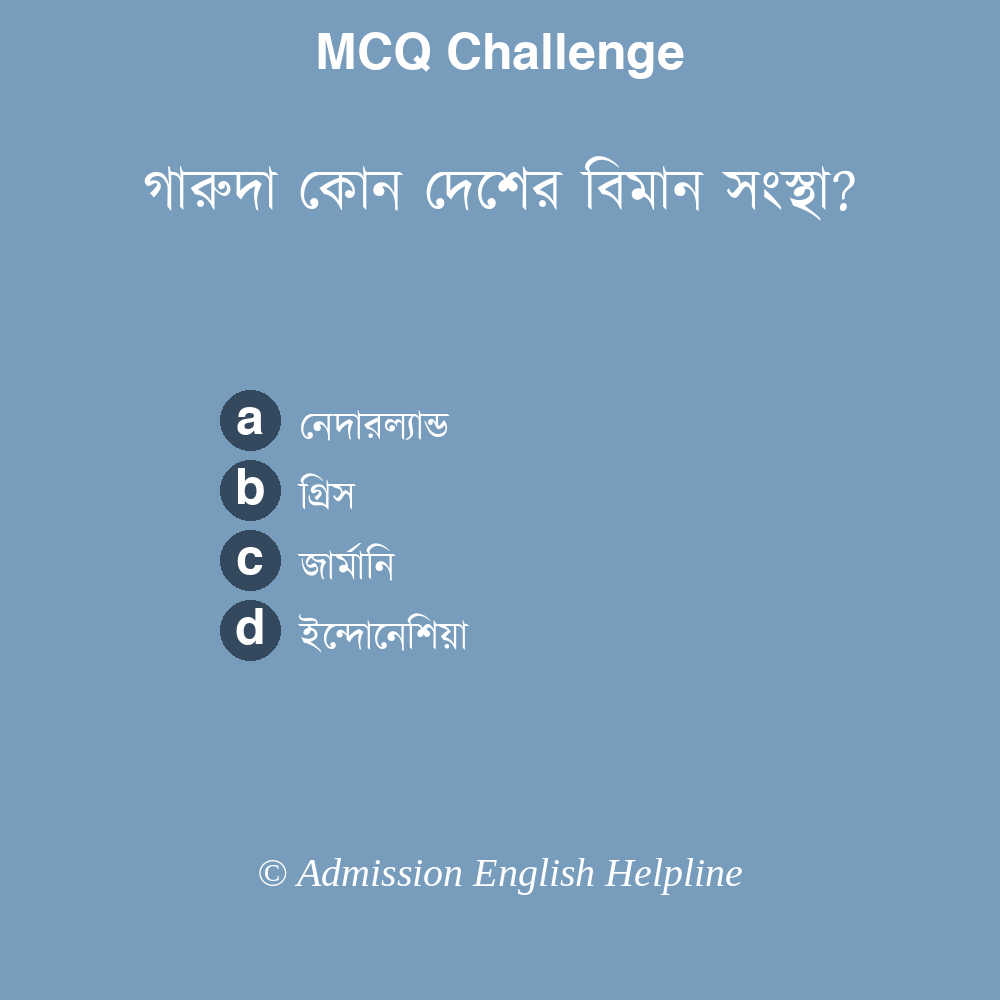 MCQ Challenge
গারুদা কোন দেশের বিমান সংস্থা?
a নেদারল্যান্ড
b গ্রিস
c জার্মানি
d ইন্দোনেশিয়া
© Admission English Helpline